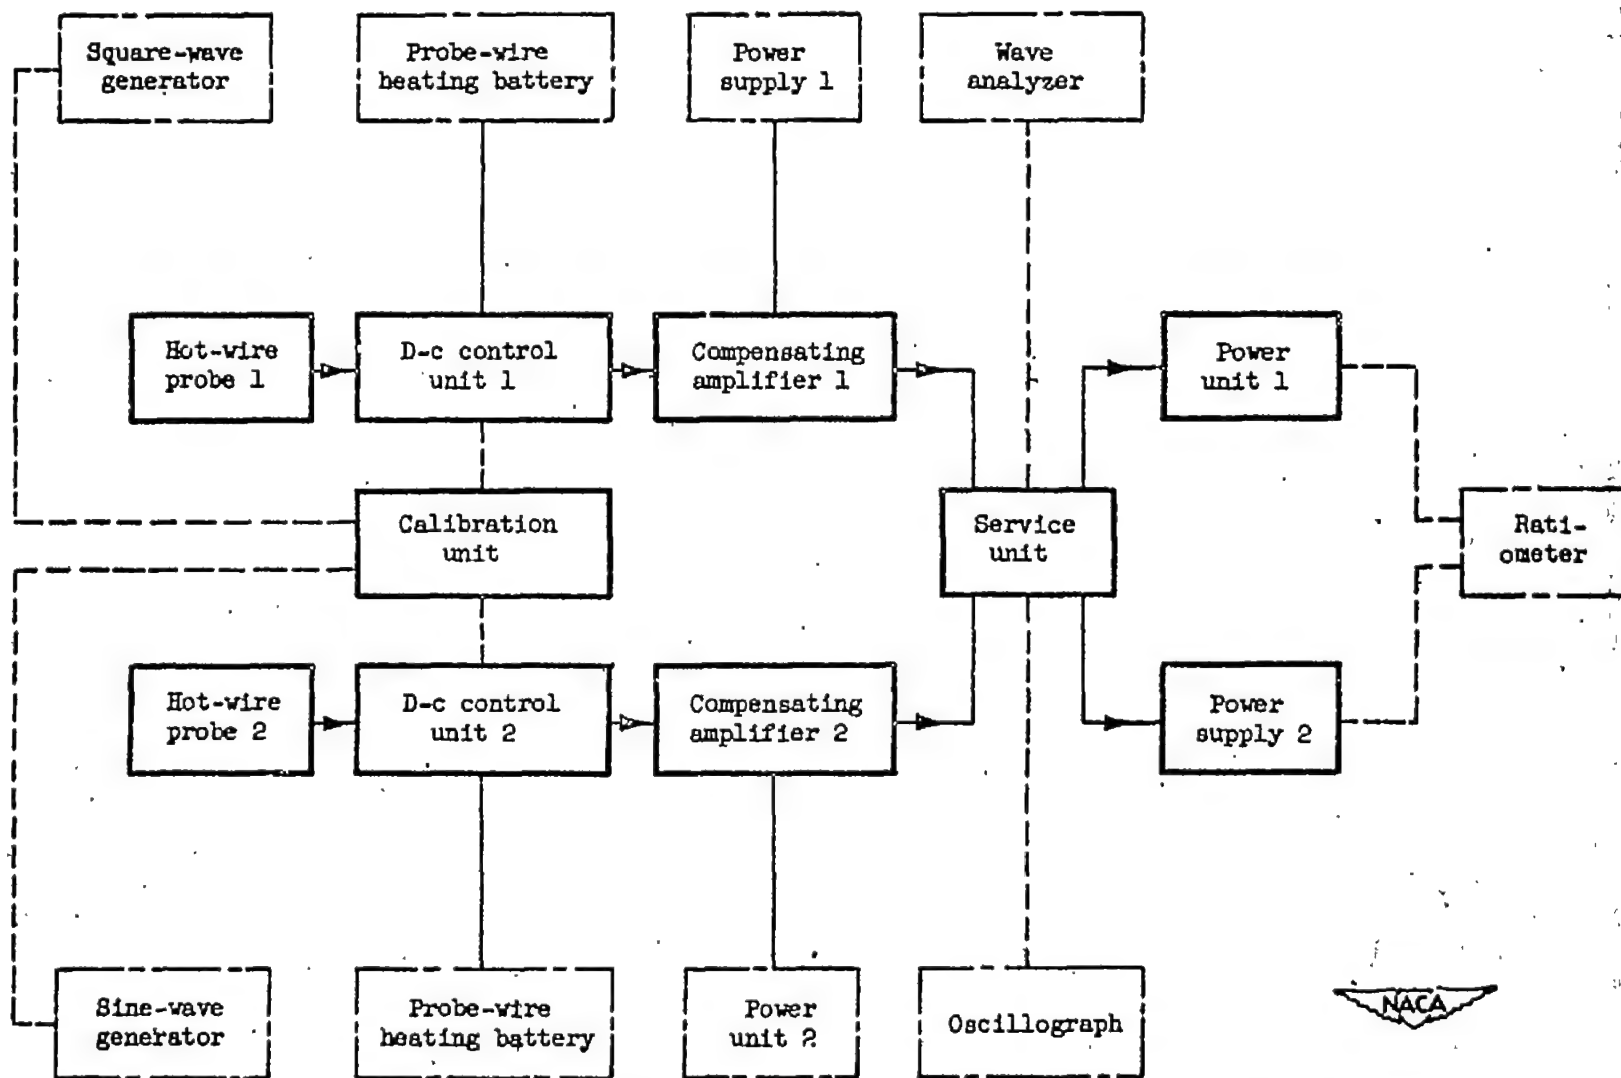 Square-wave
generator
Probe-wire
heating battery
Power
supply 1
Wave
analyzer
Hot-wire
probe 1
D-c control
unit 1
Compensating
amplifier 1
Power
unit 1
Calibration
unit
Service
unit
Rati-
ometer
Hot-wire
probe 2
D-c control
unit 2
Compensating
amplifier 2
Power
supply 2
Sine-wave
generator
Probe-wire
heating battery
Power
unit 2
Oscillograph
NACA